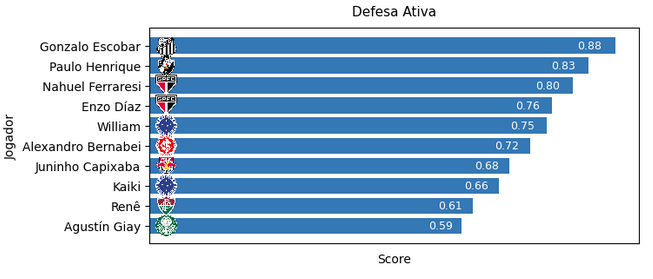 Defesa Ativa
Jogador
Gonzalo Escobar 0.88
Paulo Henrique 0.83
Nahuel Ferraresi 0.80
Enzo Díaz 0.76
William 0.75
Alexandro Bernabei 0.72
Juninho Capixaba 0.68
Kaiki 0.66
Renê 0.61
Agustín Giay 0.59
Score